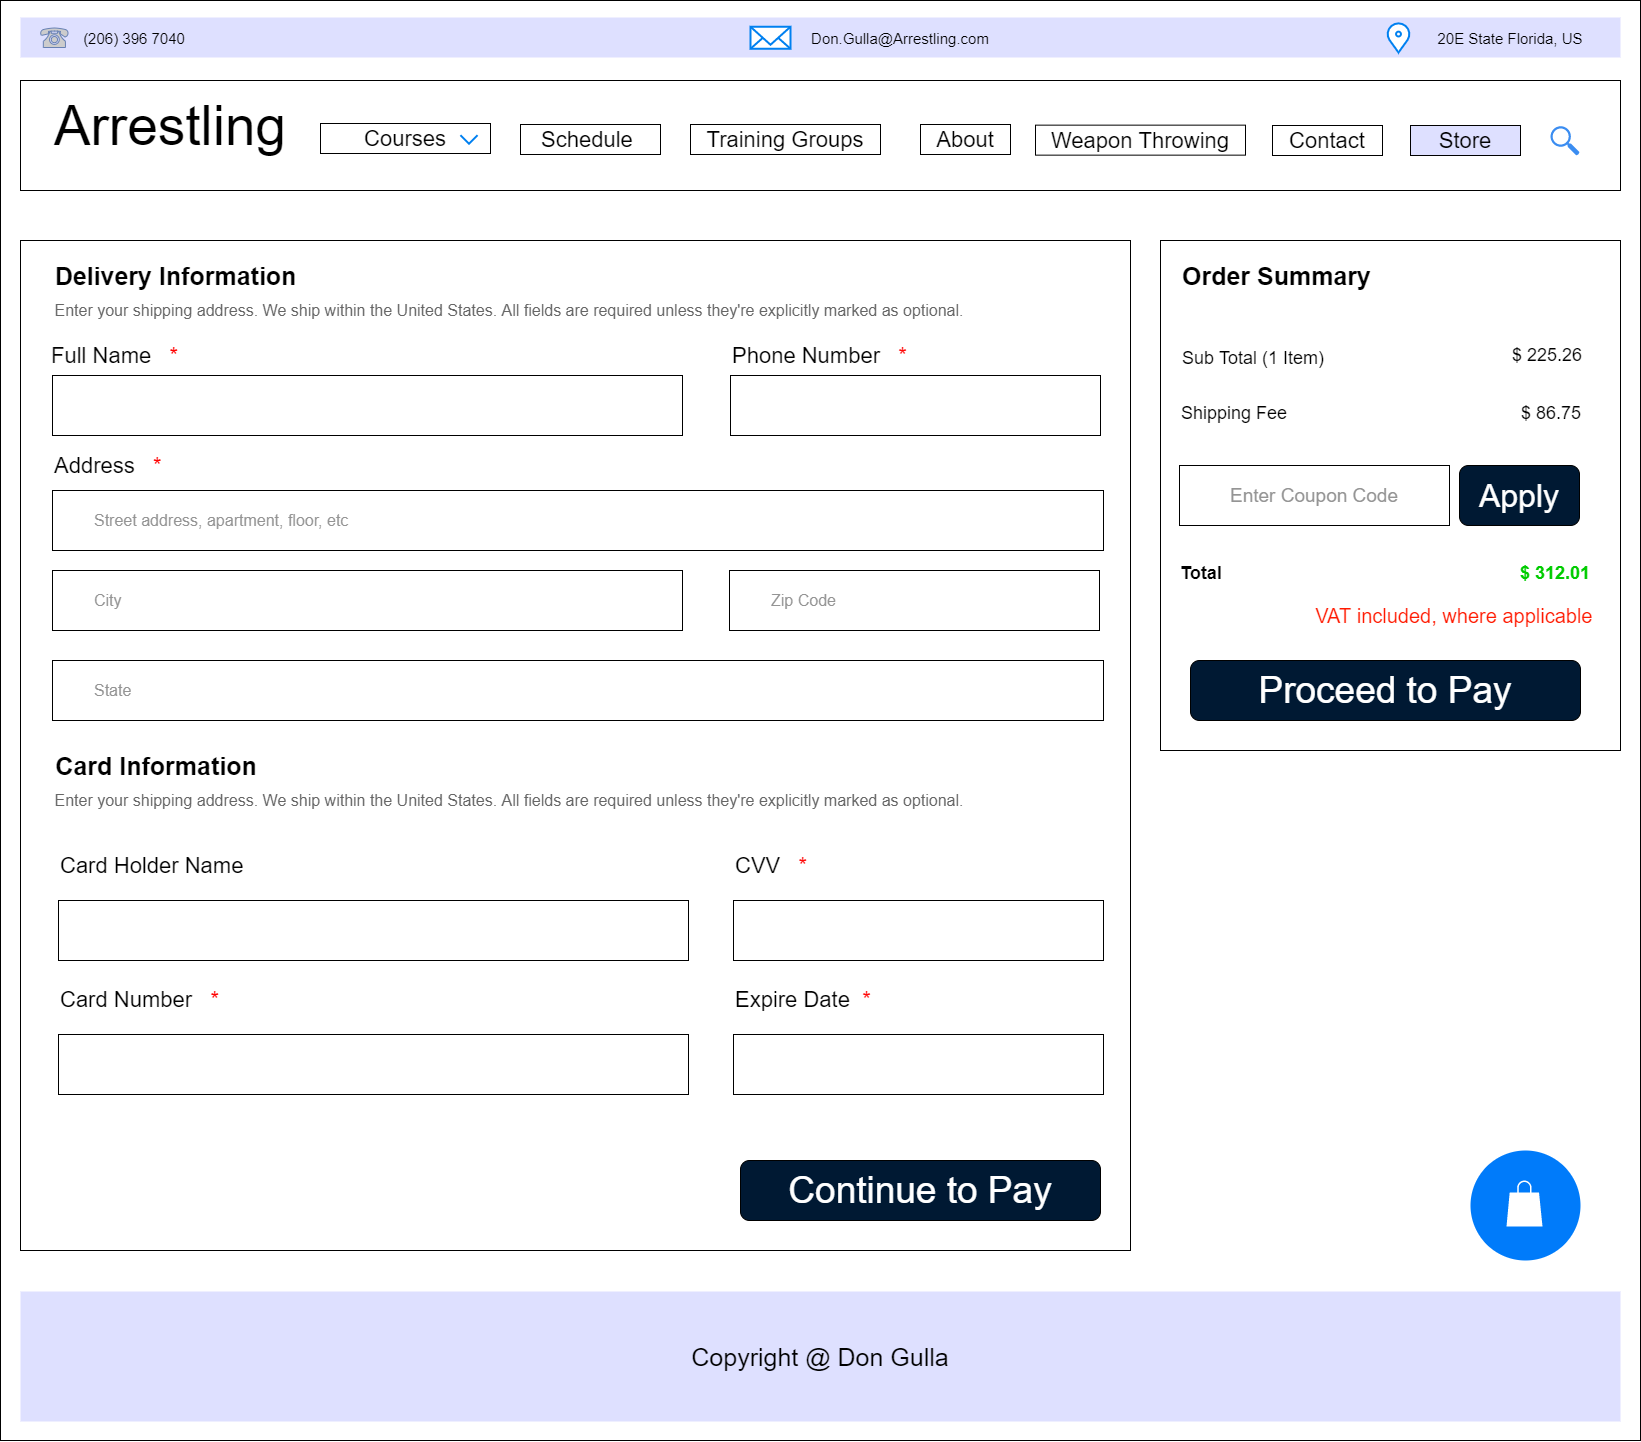 (206) 396 7040
Don.Gulla@Arrestling.com
20E State Florida, US
Arrestling
Courses
Schedule
Training Groups
About
Weapon Throwing
Contact
Store
Delivery Information
Enter your shipping address. We ship within the United States. All fields are required unless they're explicitly marked as optional.
Full Name *
Phone Number *
Address *
Street address, apartment, floor, etc
City
Zip Code
State
Card Information
Enter your shipping address. We ship within the United States. All fields are required unless they're explicitly marked as optional.
Card Holder Name
CVV *
Card Number *
Expire Date *
Continue to Pay
Order Summary
Sub Total (1 Item) $ 225.26
Shipping Fee $ 86.75
Enter Coupon Code
Apply
Total $ 312.01
VAT included, where applicable
Proceed to Pay
Copyright @ Don Gulla